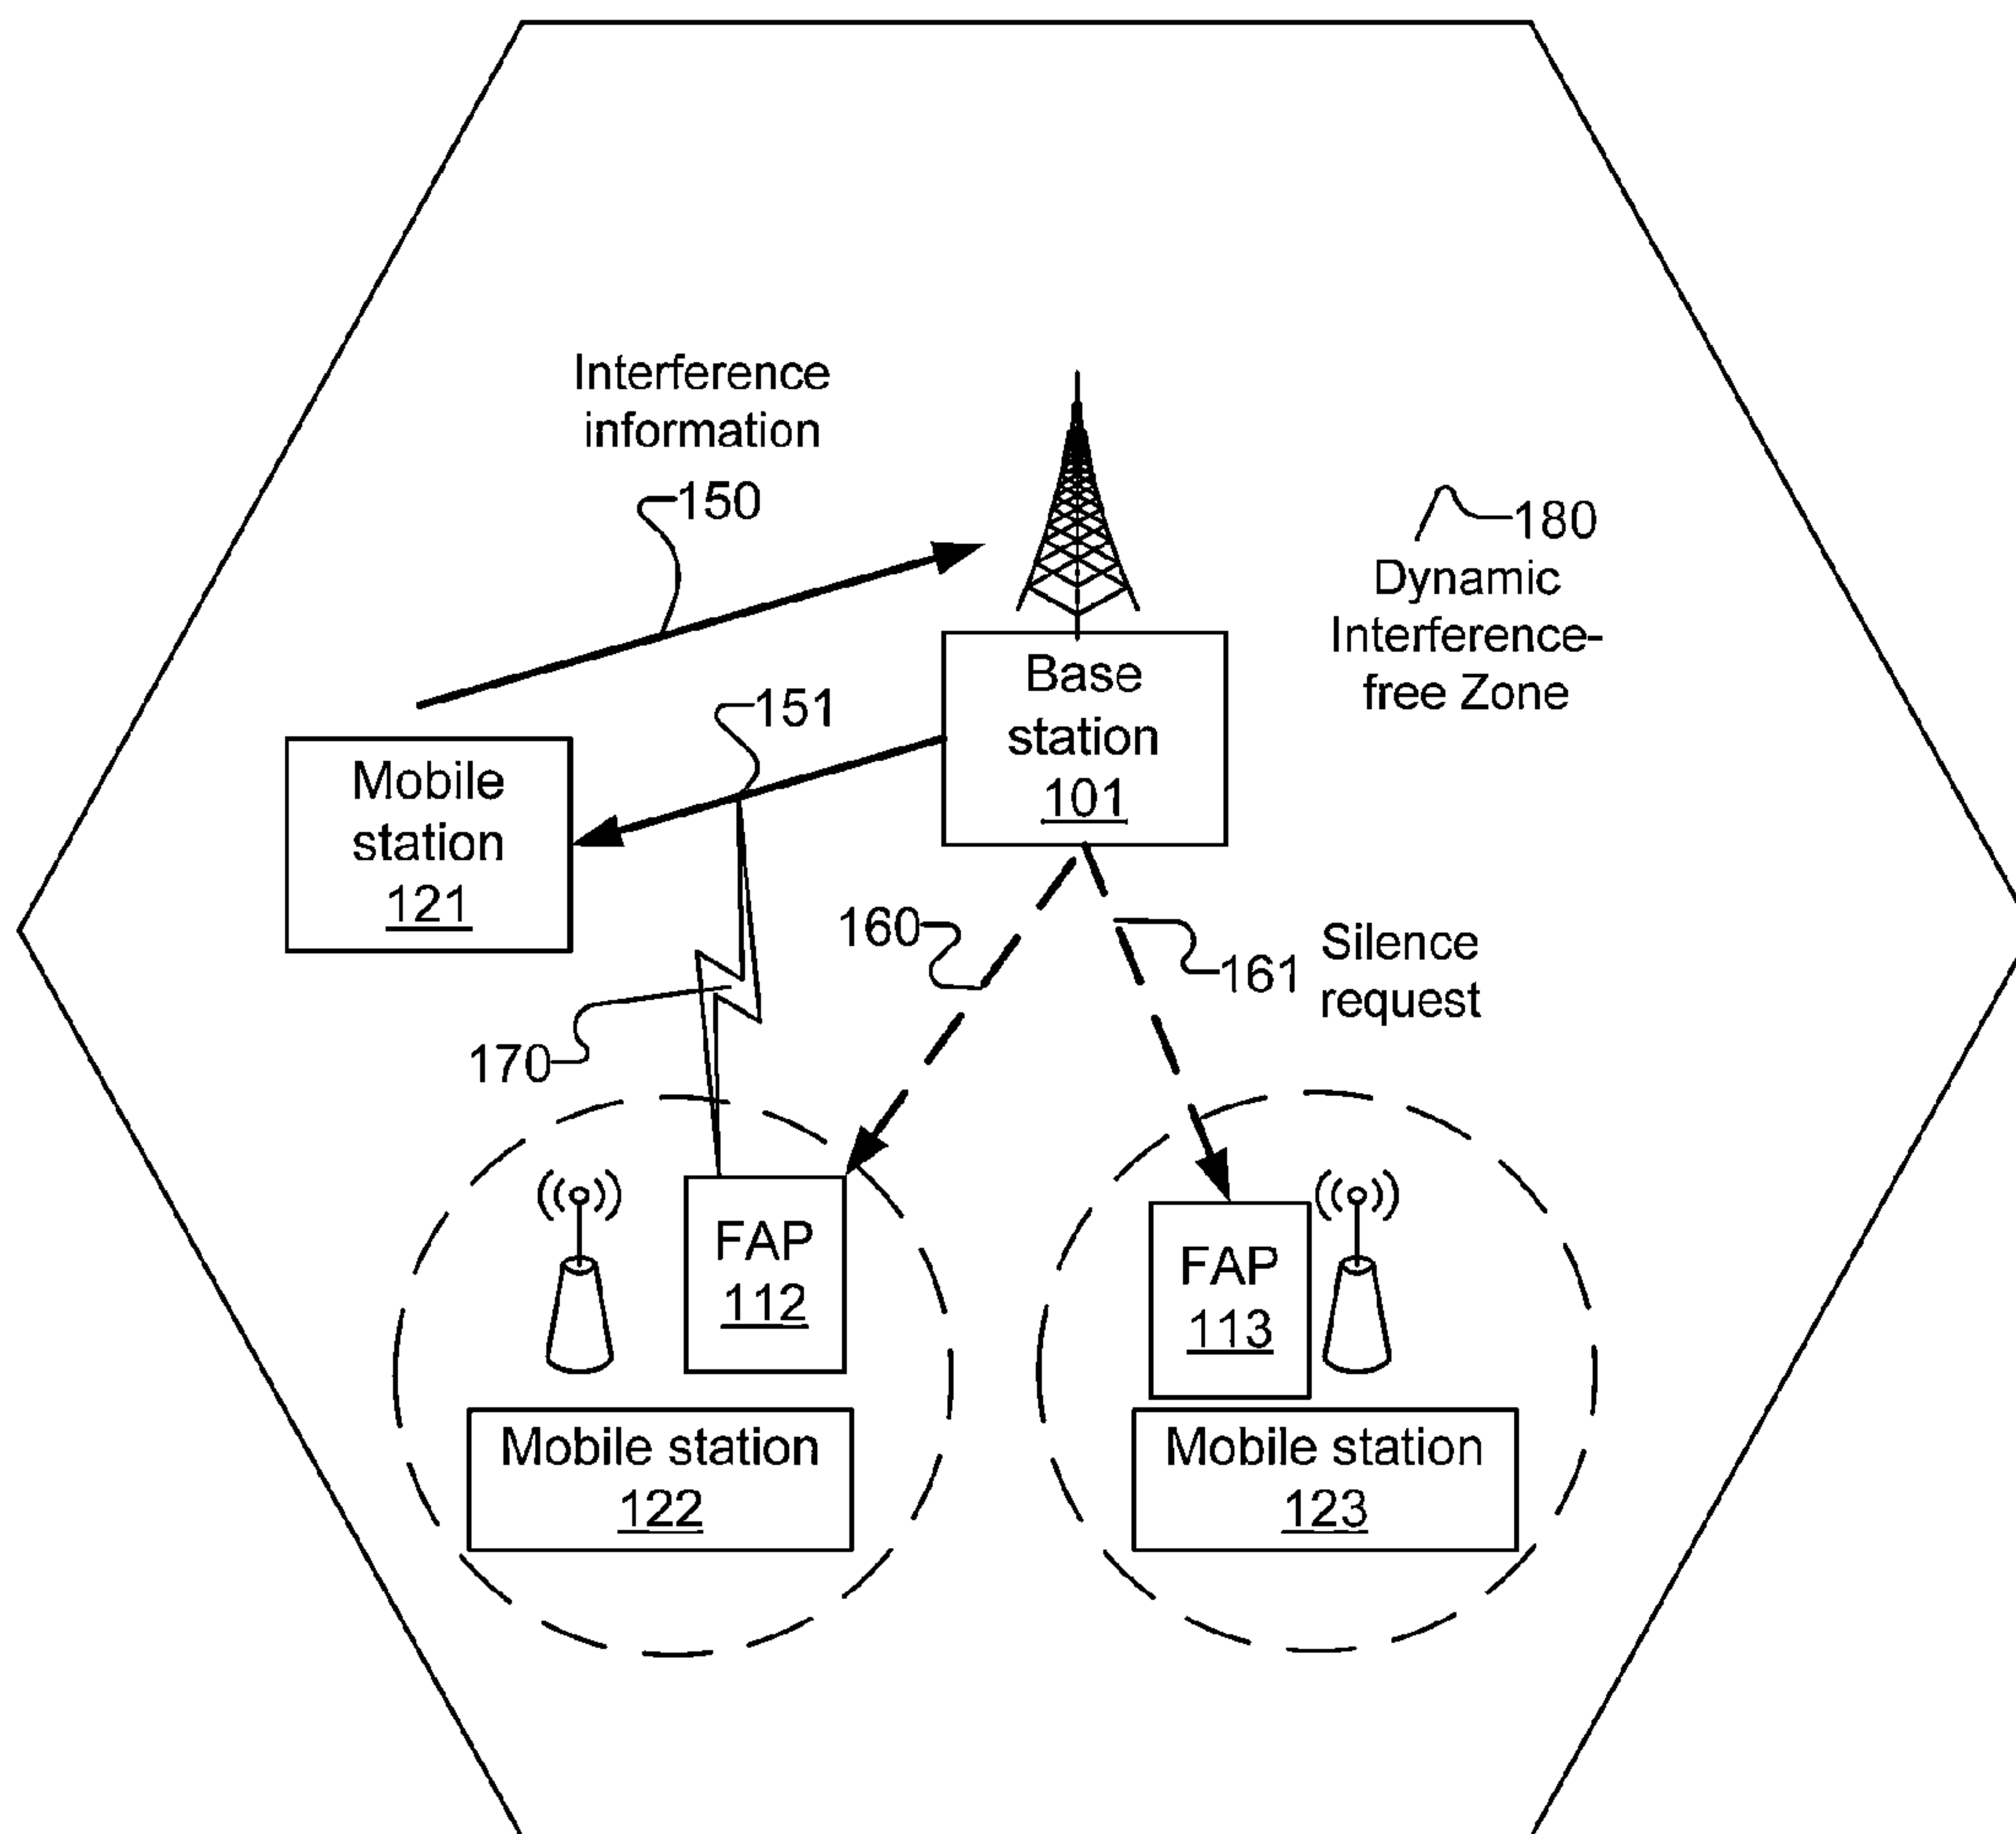 Interference
information
150
180
Dynamic
Interference-
free Zone
Base
station
101
151
Mobile
station
121
160
161
Silence
request
170
FAP
112
FAP
113
Mobile station
122
Mobile station
123